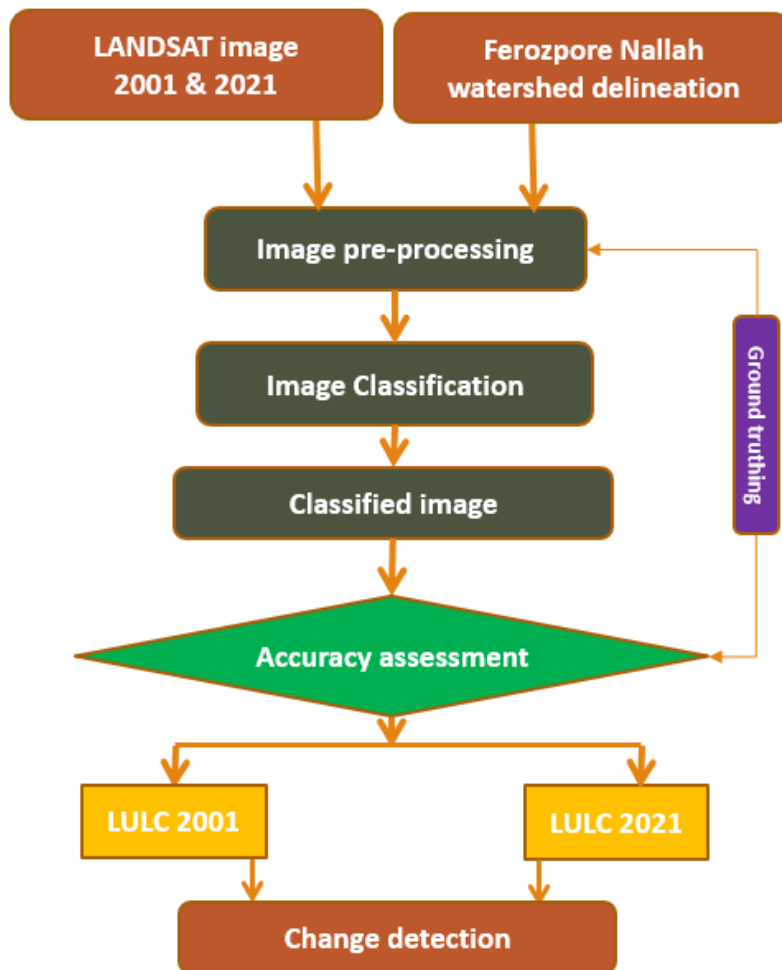 LANDSAT image
2001 & 2021
Ferozpore Nallah
watershed delineation
Image pre-processing
Image Classification
Ground truthing
Classified image
Accuracy assessment
LULC 2001
LULC 2021
Change detection